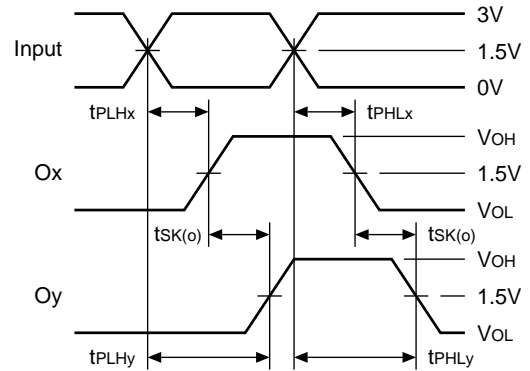 3V
Input 1.5V
0V
tPLHx tPHLx
VOH
Ox 1.5V
VOL
tSK(o) tSK(o)
VOH
Oy 1.5V
VOL
tPLHy tPHLy